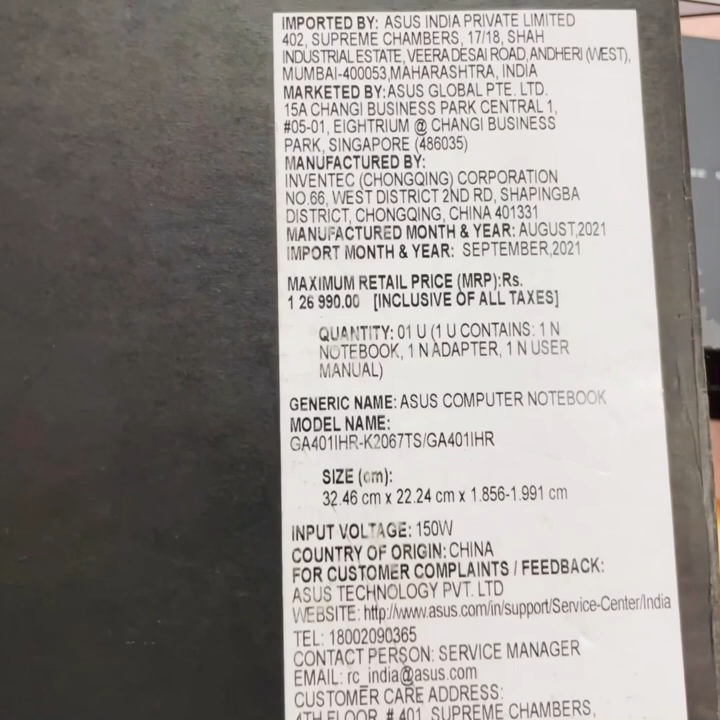 IMPORTED BY: ASUS INDIA PRIVATE LIMITED
402, SUPREME CHAMBERS, 17/18, SHAH
INDUSTRIAL ESTATE, VEERA DESAI ROAD, ANDHERI (WEST),
MUMBAI-400053,MAHARASHTRA, INDIA
MARKETED BY:ASUS GLOBAL PTE. LTD.
15A CHANGI BUSINESS PARK CENTRAL 1,
#05-01, EIGHTRIUM @ CHANGI BUSINESS
PARK, SINGAPORE (486035)
MANUFACTURED BY:
INVENTEC (CHONGQING) CORPORATION
NO.66, WEST DISTRICT 2ND RD, SHAPINGBA
DISTRICT, CHONGQING, CHINA 401331
MANUFACTURED MONTH & YEAR: AUGUST,2021
IMPORT MONTH & YEAR: SEPTEMBER,2021
MAXIMUM RETAIL PRICE (MRP):Rs.
1 26 990.00 [INCLUSIVE OF ALL TAXES]
QUANTITY: 01 U (1 U CONTAINS: 1 N
NOTEBOOK, 1 N ADAPTER, 1 N USER
MANUAL)
GENERIC NAME: ASUS COMPUTER NOTEBOOK
MODEL NAME:
GA401IHR-K2067TS/GA401IHR
SIZE (cm):
32.46 cm x 22.24 cm x 1.856-1.991 cm
INPUT VOLTAGE: 150W
COUNTRY OF ORIGIN: CHINA
FOR CUSTOMER COMPLAINTS / FEEDBACK:
ASUS TECHNOLOGY PVT. LTD
WEBSITE: http://www.asus.com/in/support/Service-Center/India
TEL: 18002090365
CONTACT PERSON: SERVICE MANAGER
EMAIL: rc_india@asus.com
CUSTOMER CARE ADDRESS:
4TH FLOOR, # 401, SUPREME CHAMBERS,